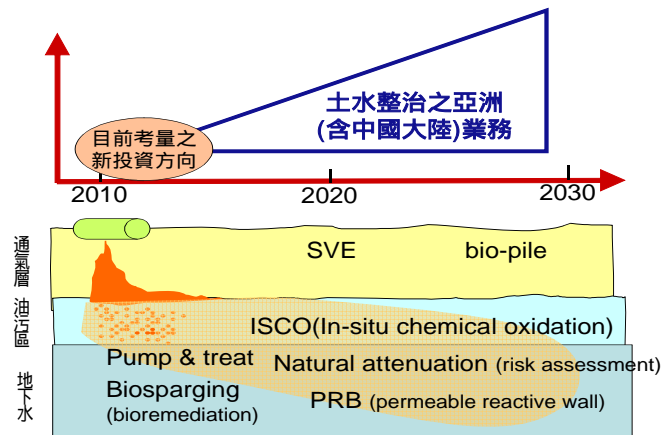 土水整治之亞洲
(含中國大陸)業務
目前考量之
新投資方向
2010
2020
2030
通氣層
SVE
bio-pile
油污區
ISCO(In-situ chemical oxidation)
地下水
Pump & treat
Natural attenuation (risk assessment)
Biosparging
(bioremediation)
PRB (permeable reactive wall)